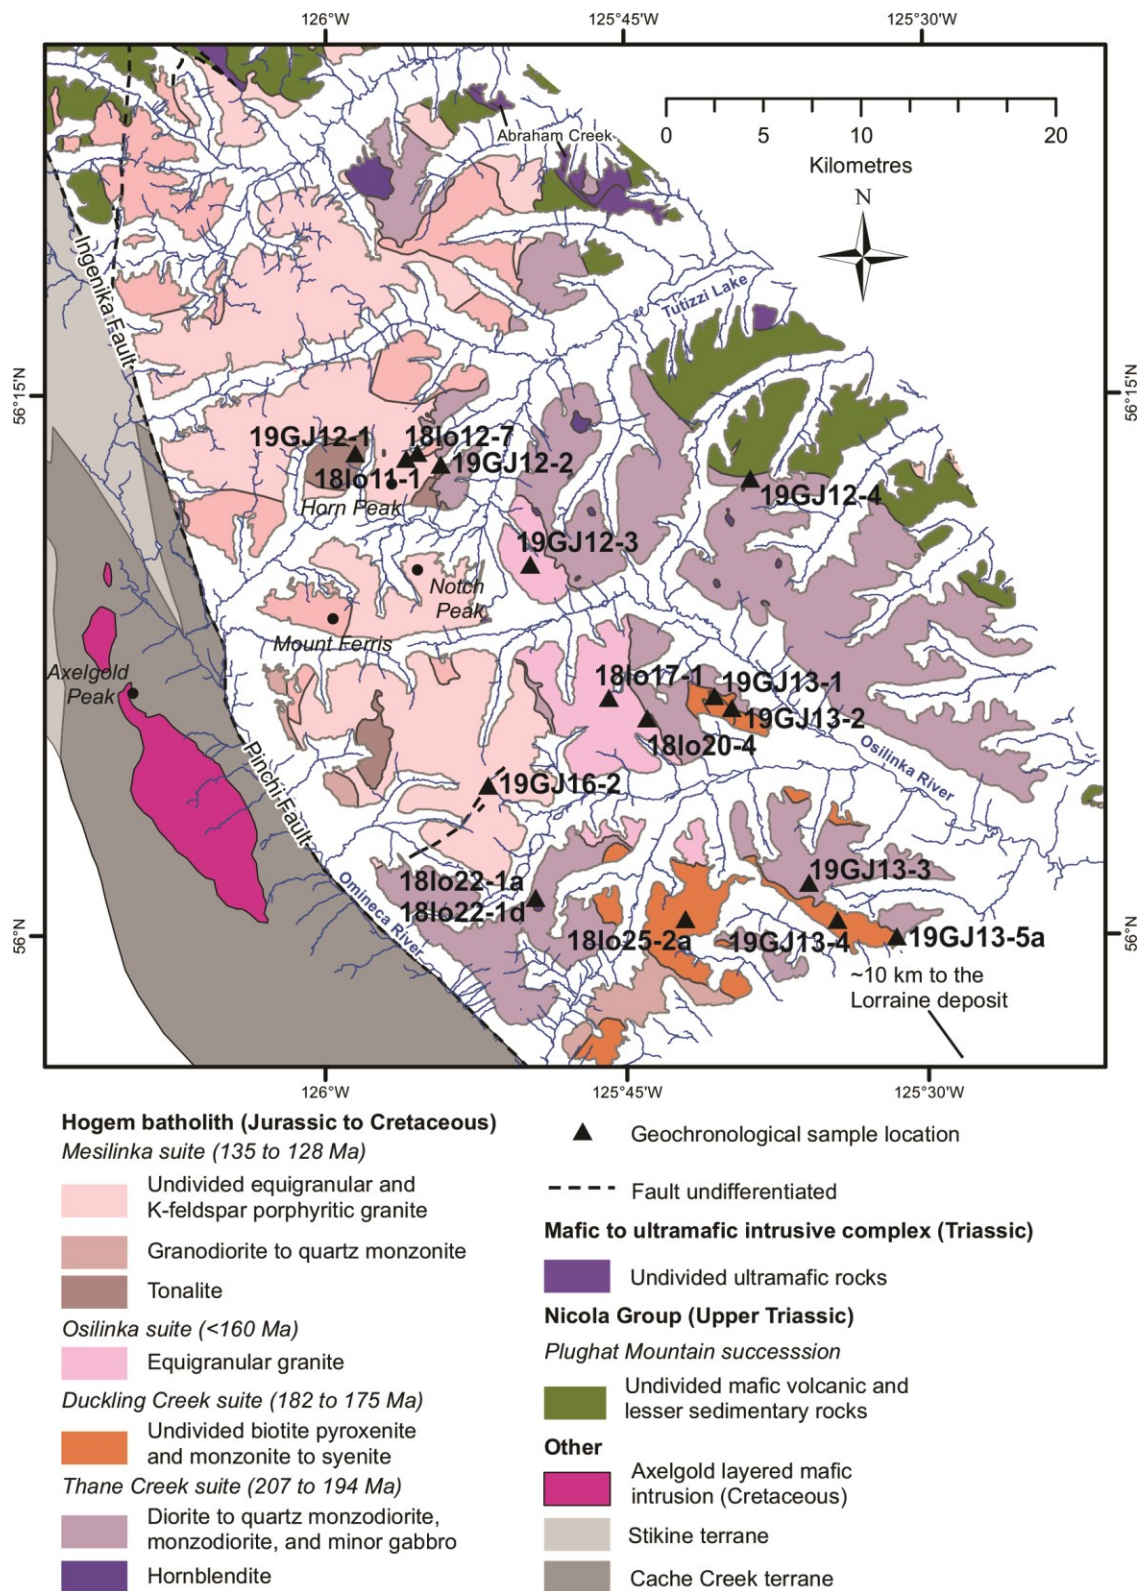 126°W
125°45'W
125°30'W
Abraham Creek
0
5
10
20
Kilometres
N
Ingenika Fault
Tutizzi Lake
56°15'N
56°15'N
19GJ12-1
18lo12-7
18lo11-1
19GJ12-2
Horn Peak
19GJ12-4
19GJ12-3
Notch
Peak
Mount Ferris
Axelgold
Peak
18lo17-1
19GJ13-1
19GJ13-2
18lo20-4
Osilinka River
Pinchi Fault
19GJ16-2
18lo22-1a
18lo22-1d
Omineca River
19GJ13-3
18lo25-2a
19GJ13-4
19GJ13-5a
56°N
56°N
~10 km to the
Lorraine deposit
126°W
125°45'W
125°30'W
Hogem batholith (Jurassic to Cretaceous)
Mesilinka suite (135 to 128 Ma)
Undivided equigranular and
K-feldspar porphyritic granite
Granodiorite to quartz monzonite
Tonalite
Osilinka suite (<160 Ma)
Equigranular granite
Duckling Creek suite (182 to 175 Ma)
Undivided biotite pyroxenite
and monzonite to syenite
Thane Creek suite (207 to 194 Ma)
Diorite to quartz monzodiorite,
monzodiorite, and minor gabbro
Hornblendite
Geochronological sample location
Fault undifferentiated
Mafic to ultramafic intrusive complex (Triassic)
Undivided ultramafic rocks
Nicola Group (Upper Triassic)
Plughat Mountain successsion
Undivided mafic volcanic and
lesser sedimentary rocks
Other
Axelgold layered mafic
intrusion (Cretaceous)
Stikine terrane
Cache Creek terrane